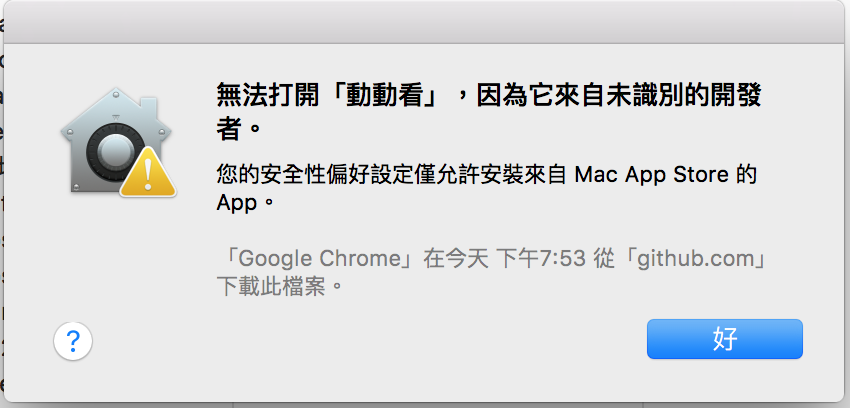 無法打開「動動看」，因為它來自未識別的開發
者。
您的安全性偏好設定僅允許安裝來自 Mac App Store 的
App。
「Google Chrome」在今天 下午7:53 從「github.com」
下載此檔案。
?
好